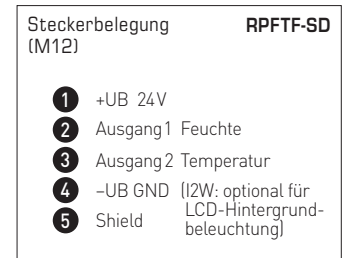 Steckerbelegung RPFTF-SD
(M12)
1 +UB 24V
2 Ausgang 1 Feuchte
3 Ausgang 2 Temperatur
4 –UB GND (I2W: optional für
LCD-Hintergrund-
5 Shield beleuchtung)